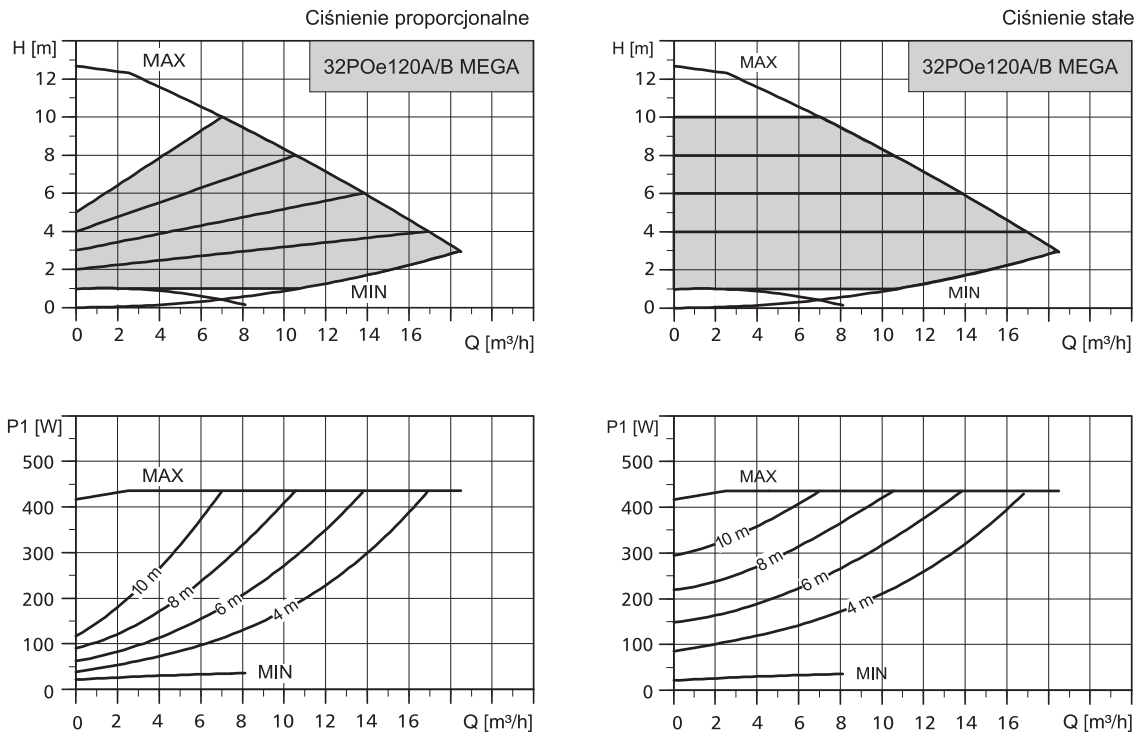 Ciśnienie proporcjonalne
H [m]
MAX
32POe120A/B MEGA
12
10
8
6
4
2
0
MIN
0 2 4 6 8 10 12 14 16
Q [m³/h]
Ciśnienie stałe
H [m]
MAX
32POe120A/B MEGA
12
10
8
6
4
2
0
MIN
0 2 4 6 8 10 12 14 16
Q [m³/h]
P1 [W]
500
400
300
200
100
0
MAX
10 m
8 m
6 m
4 m
MIN
0 2 4 6 8 10 12 14 16 Q [m³/h]
P1 [W]
500
400
300
200
100
0
MAX
10 m
8 m
6 m
4 m
MIN
0 2 4 6 8 10 12 14 16 Q [m³/h]